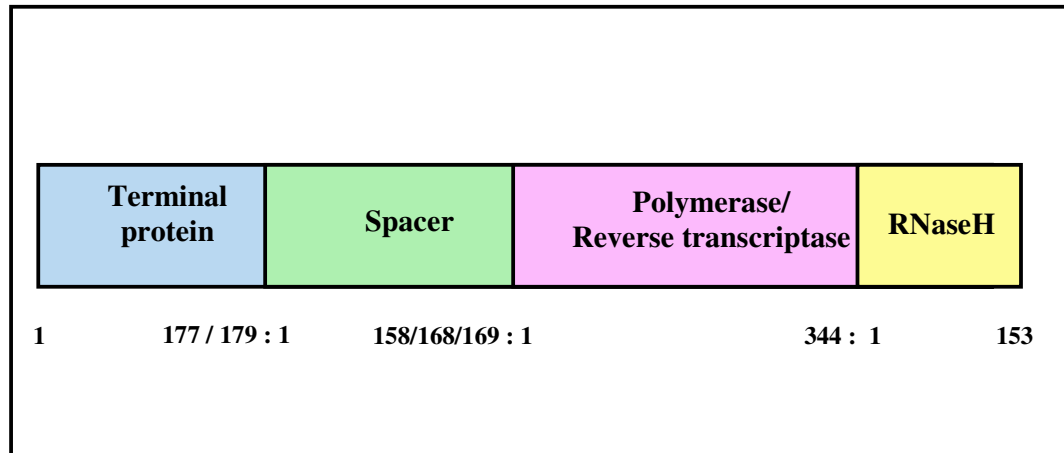 Terminal
protein
Spacer
Polymerase/
Reverse transcriptase
RNaseH
1 177 / 179 : 1 158/168/169 : 1 344 : 1 153